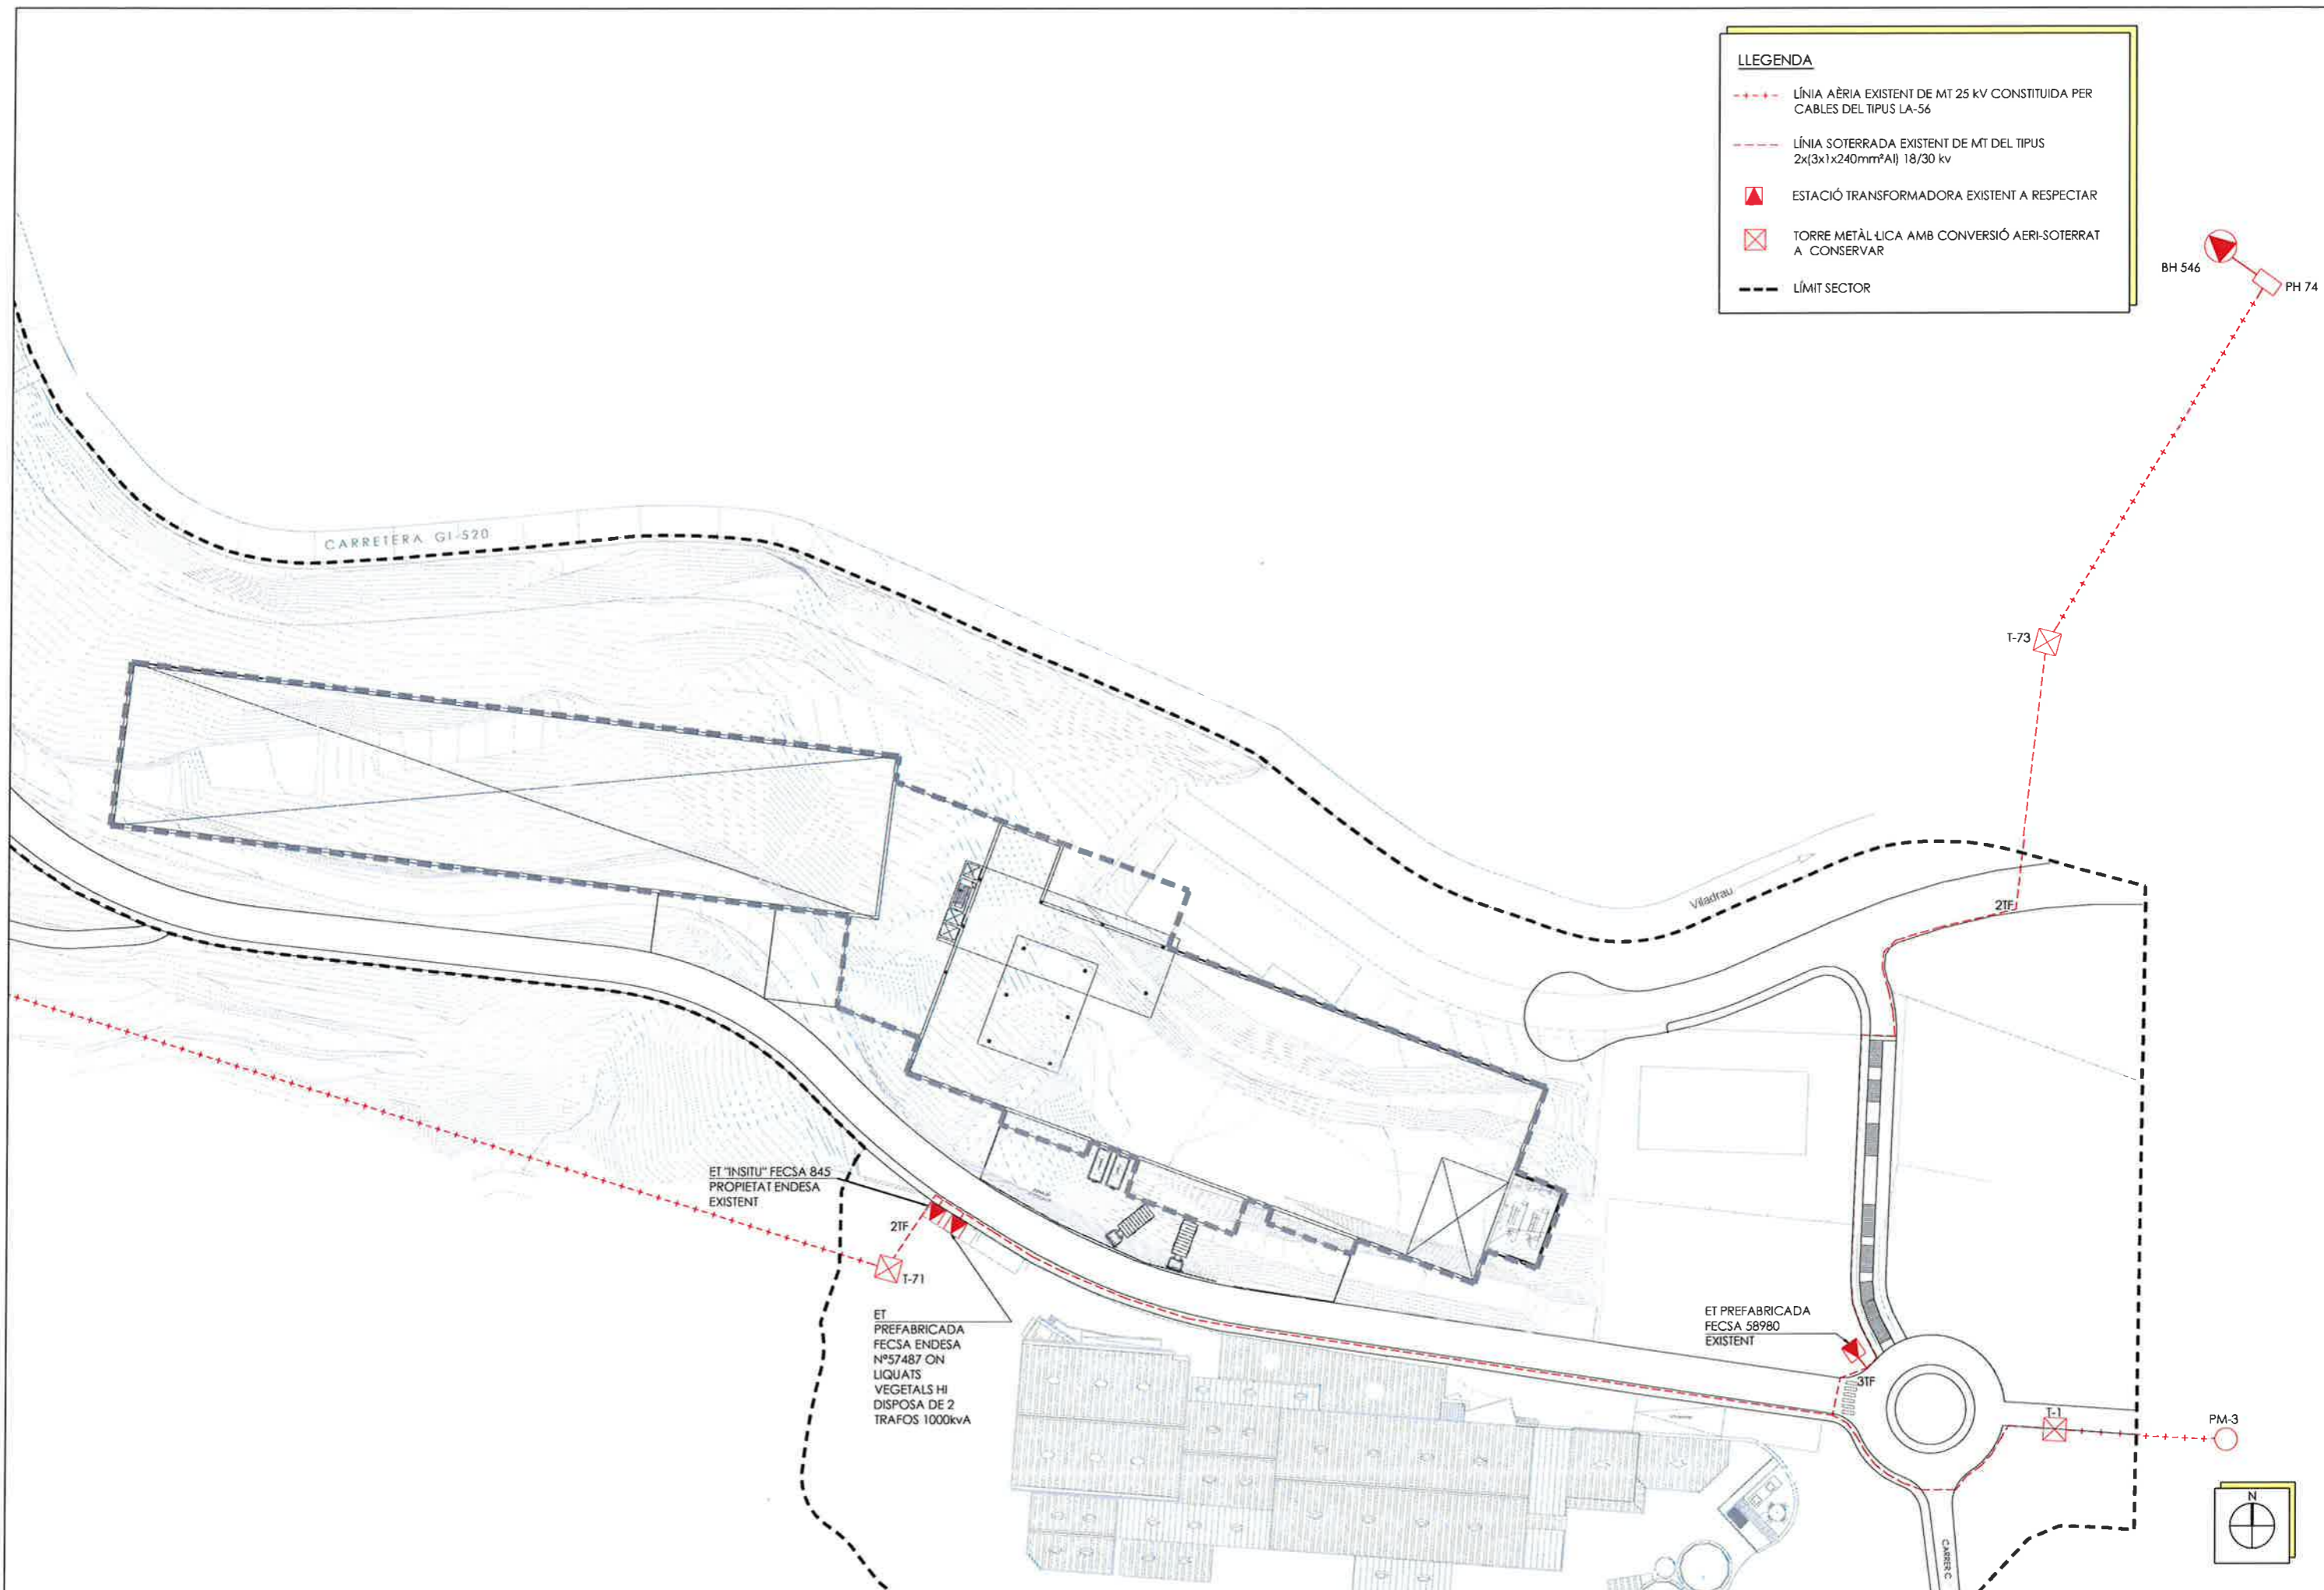 LLEGENDA
LÍNIA AÈRIA EXISTENT DE MT 25 kV CONSTITUIDA PER
CABLES DEL TIPUS LA-56
LÍNIA SOTERRADA EXISTENT DE MT DEL TIPUS
2x(3x1x240mm²Al) 18/30 kv
ESTACIÓ TRANSFORMADORA EXISTENT A RESPECTAR
TORRE METÀL·LICA AMB CONVERSIÓ AERI-SOTERRAT
A CONSERVAR
LÍMIT SECTOR
BH 546
PH 74
CARRETERA GI-520
T-73
Viladrau
2TF
ET "INSITU" FECSA 845
PROPIETAT ENDESA
EXISTENT
2TF
T-71
ET
PREFABRICADA
FECSA ENDESA
Nº57487 ON
LIQUATS
VEGETALS HI
DISPOSA DE 2
TRAFOS 1000kvA
ET PREFABRICADA
FECSA 58980
EXISTENT
3TF
T-1
PM-3
CARRER C
N